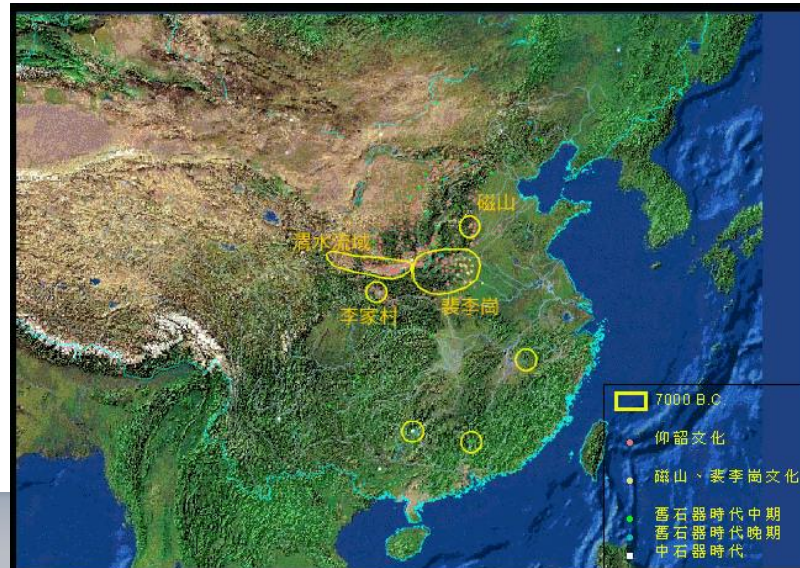 磁山
渭水流域
李家村
裴李崗
7000 B.C.
仰韶文化
磁山、裴李崗文化
舊石器時代中期
舊石器時代晚期
中石器時代